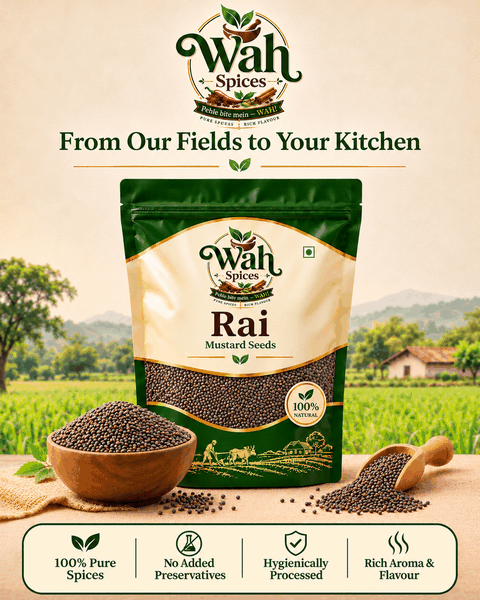 Wah
Spices
Pehle bite mein – WAH!
PURE SPICES | RICH FLAVOUR
From Our Fields to Your Kitchen
Wah
Spices
Pehle bite mein – WAH!
PURE SPICES | RICH FLAVOUR
Rai
Mustard Seeds
100%
NATURAL
100% Pure
Spices
No Added
Preservatives
Hygienically
Processed
Rich Aroma &
Flavour